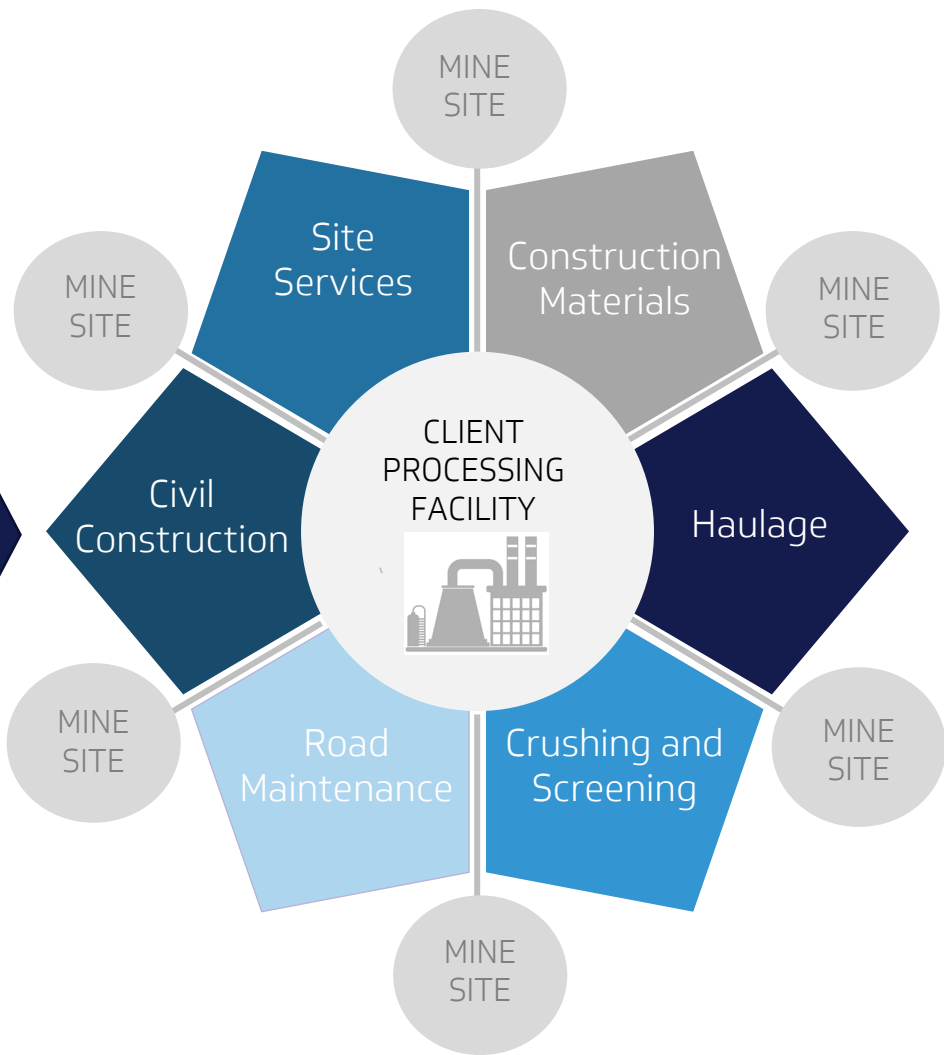 MINE
SITE
Site
Services
Construction
Materials
MINE
SITE
MINE
SITE
CLIENT
PROCESSING
FACILITY
Civil
Construction
Haulage
MINE
SITE
MINE
SITE
Road
Maintenance
Crushing and
Screening
MINE
SITE